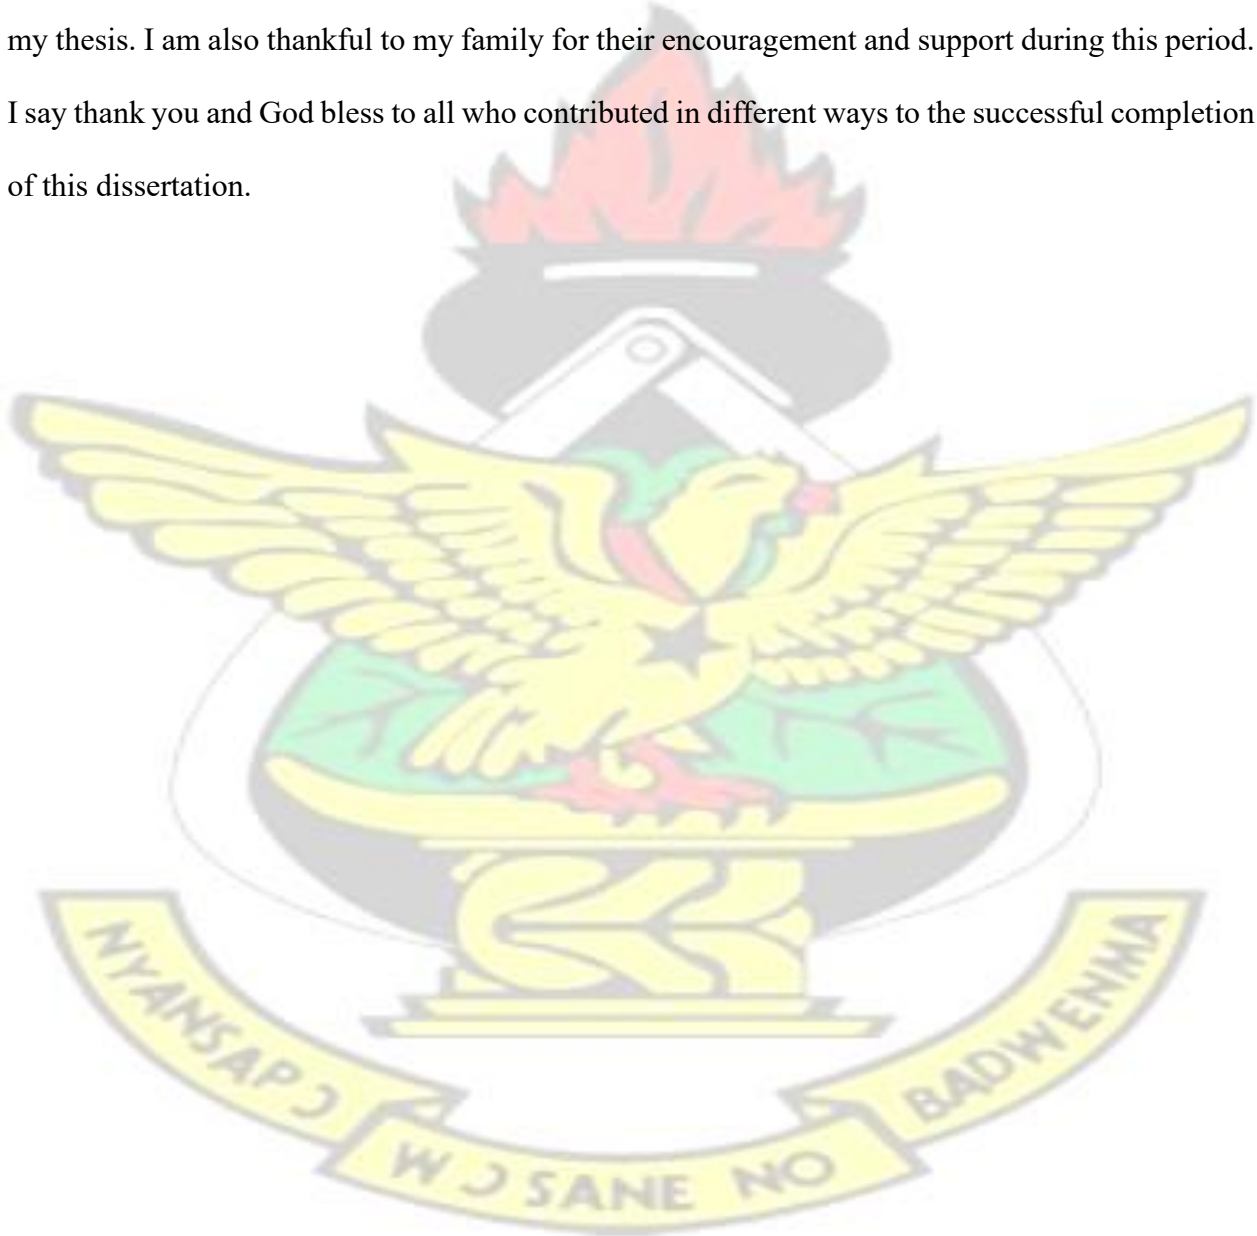 my thesis. I am also thankful to my family for their encouragement and support during this period.
I say thank you and God bless to all who contributed in different ways to the successful completion
of this dissertation.
NYANSAPƆ
WƆSANE NO
BADWENMA